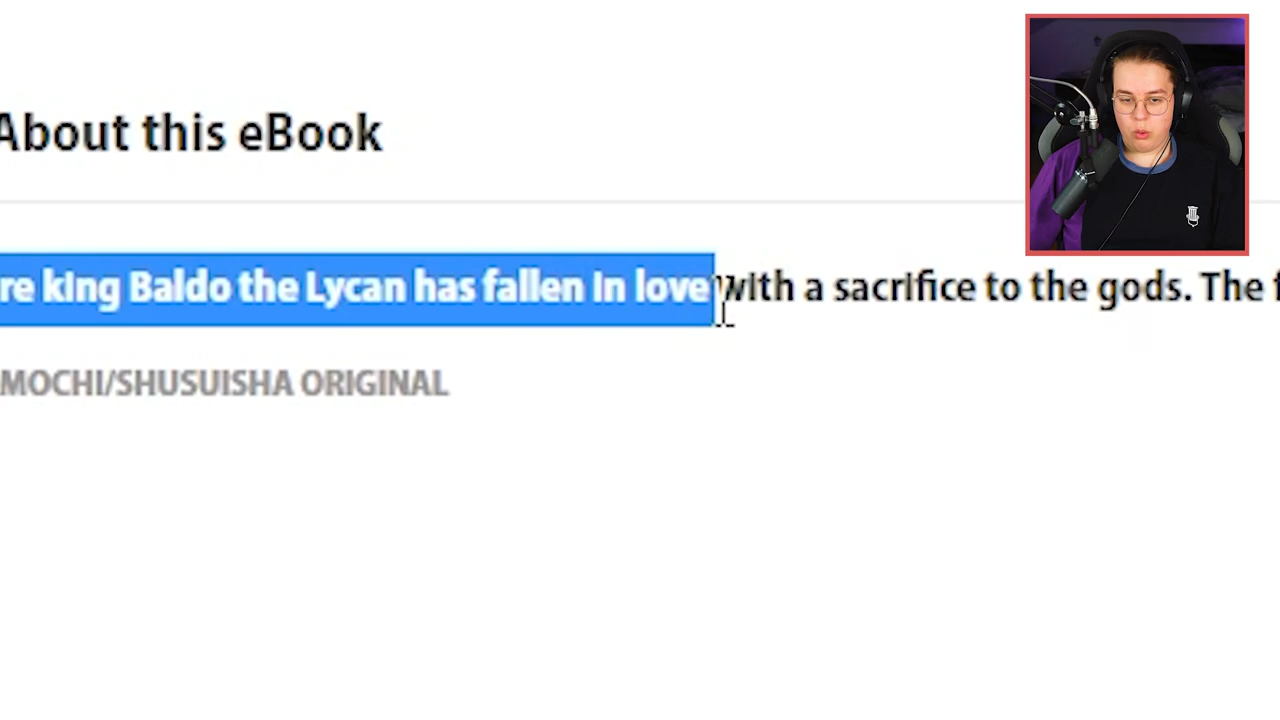 About this eBook
re king Baldo the Lycan has fallen in love with a sacrifice to the gods. The f
MOCHI/SHUSUISHA ORIGINAL